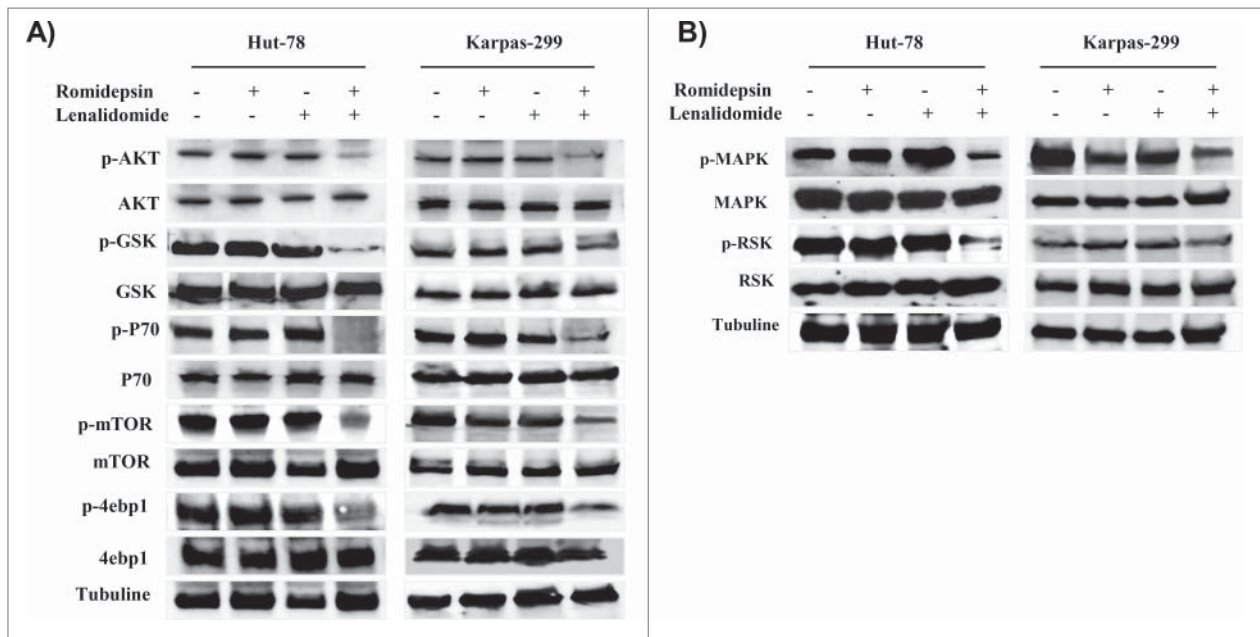 A)
Hut-78 Karpas-299
Romidepsin - + - + - + - +
Lenalidomide - - + + - - + +
p-AKT
AKT
p-GSK
GSK
p-P70
P70
p-mTOR
mTOR
p-4ebp1
4ebp1
Tubuline
B)
Hut-78 Karpas-299
Romidepsin - + - + - + - +
Lenalidomide - - + + - - + +
p-MAPK
MAPK
p-RSK
RSK
Tubuline